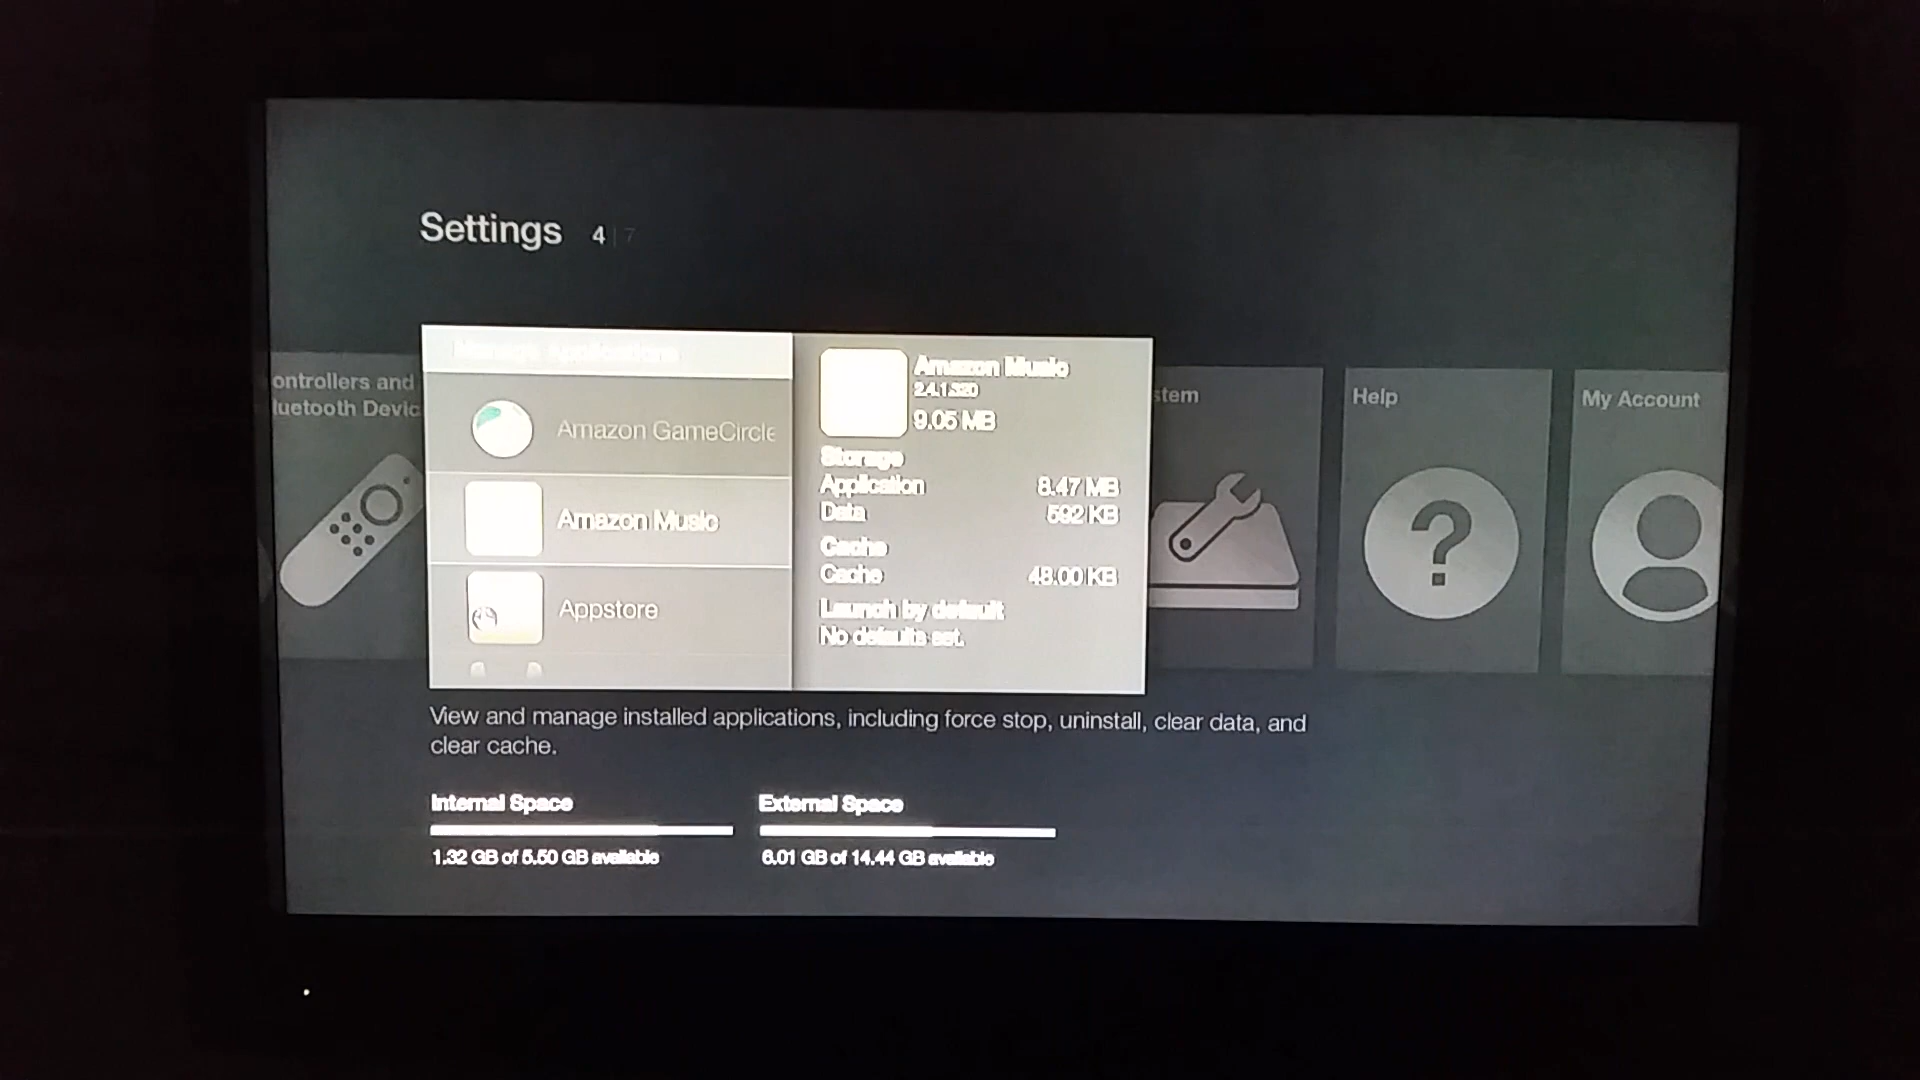 Settings 4 | 7
ontrollers and
luetooth Devic
Manage Applications
Amazon GameCircle
Amazon Music
Appstore
Amazon Music
2.4.1.320
9.05 MB
Storage
Application 8.47 MB
Data 592 KB
Cache
Cache 48.00 KB
Launch by default
No defaults set.
stem
Help
My Account
View and manage installed applications, including force stop, uninstall, clear data, and
clear cache.
Internal Space
1.32 GB of 5.50 GB available
External Space
6.01 GB of 14.44 GB available